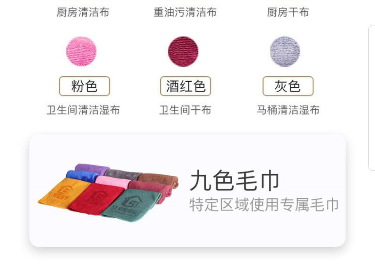 厨房清洁布 重油污清洁布 厨房干布
粉色 酒红色 灰色
卫生间清洁湿布 卫生间干布 马桶清洁湿布
九色毛巾
特定区域使用专属毛巾